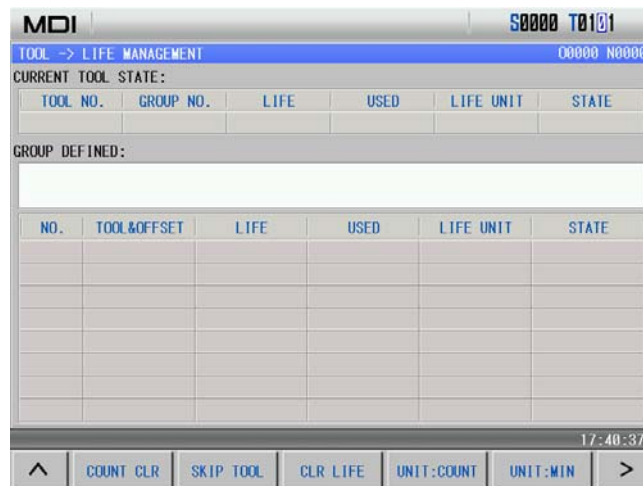 MDI S0000 T0101
TOOL -> LIFE MANAGEMENT O0000 N0000
CURRENT TOOL STATE:
TOOL NO. GROUP NO. LIFE USED LIFE UNIT STATE
GROUP DEFINED:
NO. TOOL&OFFSET LIFE USED LIFE UNIT STATE
17:40:37
^ COUNT CLR SKIP TOOL CLR LIFE UNIT:COUNT UNIT:MIN >